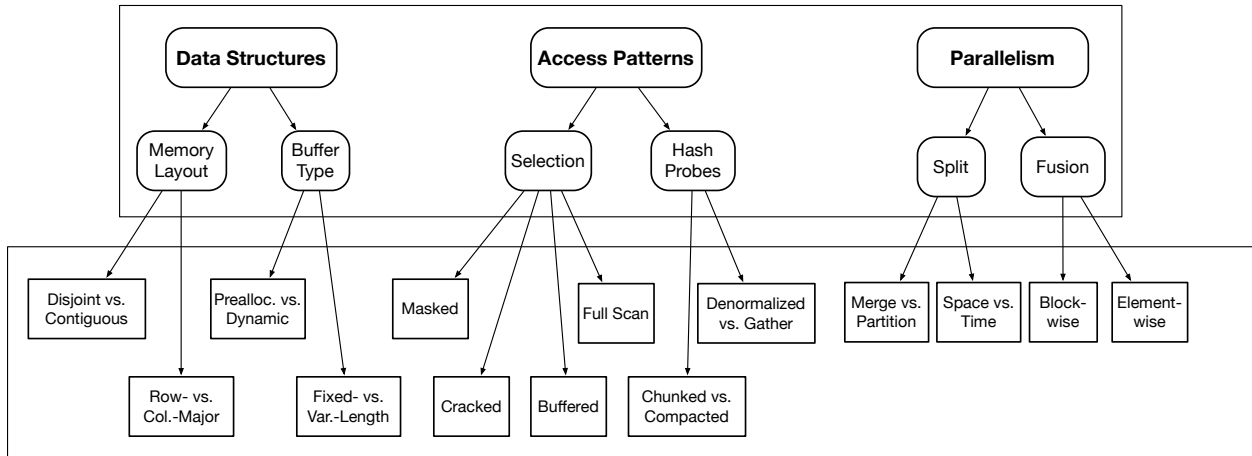 Data Structures
Access Patterns
Parallelism
Memory
Layout
Buffer
Type
Selection
Hash
Probes
Split
Fusion
Disjoint vs.
Contiguous
Prealloc. vs.
Dynamic
Masked
Full Scan
Denormalized
vs. Gather
Merge vs.
Partition
Space vs.
Time
Block-
wise
Element-
wise
Row- vs.
Col.-Major
Fixed- vs.
Var.-Length
Cracked
Buffered
Chunked vs.
Compacted